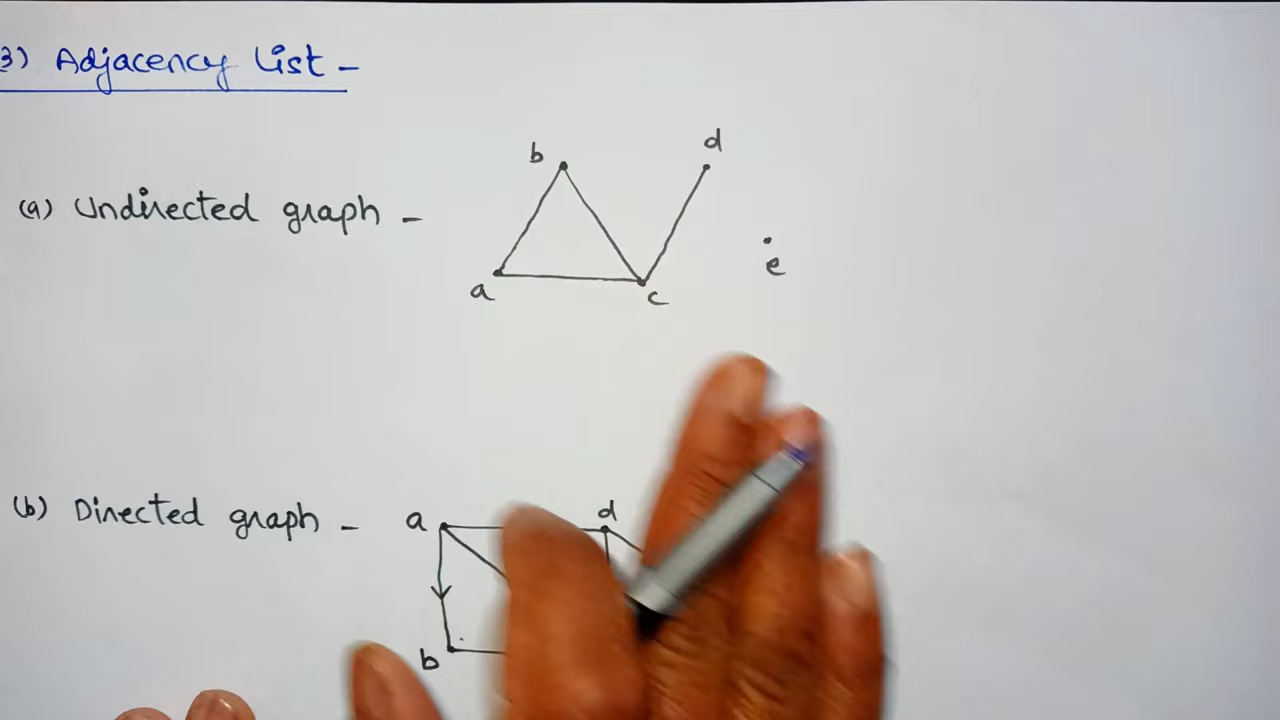 3) Adjacency List -
(a) Undirected graph -
b
d
e
a
c
(b) Directed graph -
a
d
b